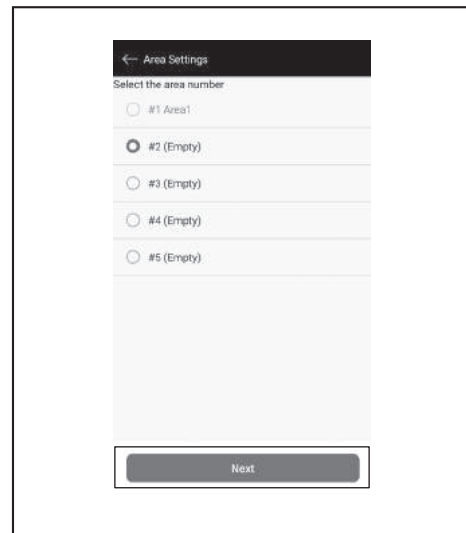 ← Area Settings
Select the area number
#1 Area1
#2 (Empty)
#3 (Empty)
#4 (Empty)
#5 (Empty)
Next